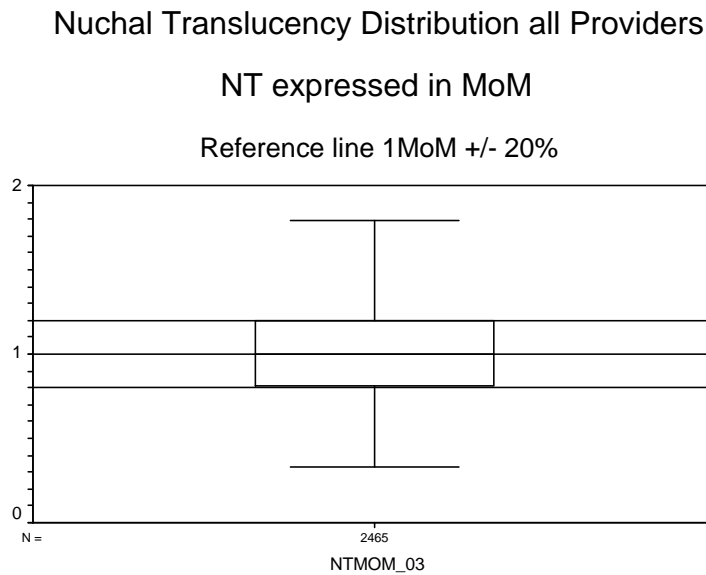 Nuchal Translucency Distribution all Providers
NT expressed in MoM
Reference line 1MoM +/- 20%
2
1
0
N = 2465
NTMOM_03